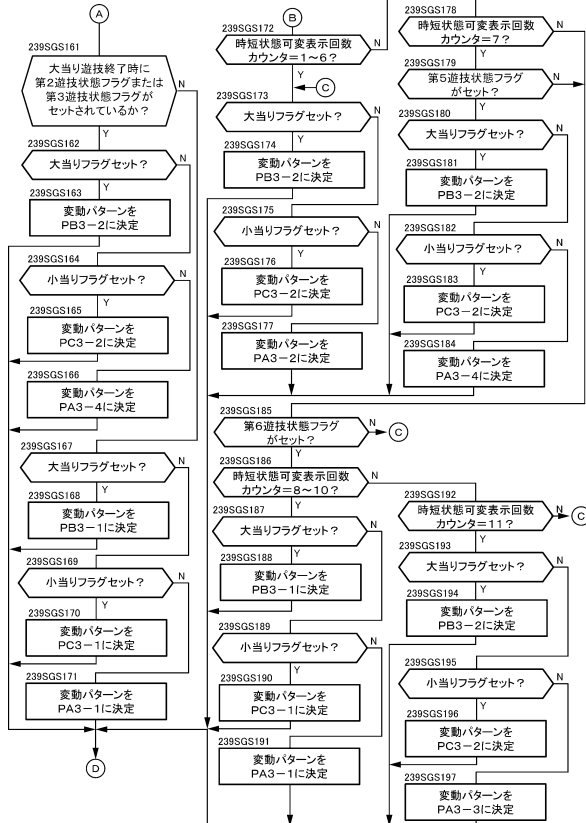 A
239SGS161
大当り遊技終了時に
第2遊技状態フラグまたは
第3遊技状態フラグが
セットされているか？
N
Y
239SGS162
大当りフラグセット？
N
Y
239SGS163
変動パターンを
PB3－2に決定
239SGS164
小当りフラグセット？
N
Y
239SGS165
変動パターンを
PC3－2に決定
239SGS166
変動パターンを
PA3－4に決定
239SGS167
大当りフラグセット？
N
Y
239SGS168
変動パターンを
PB3－1に決定
239SGS169
小当りフラグセット？
N
Y
239SGS170
変動パターンを
PC3－1に決定
239SGS171
変動パターンを
PA3－1に決定
D
B
239SGS172
時短状態可変表示回数
カウンタ＝1～6？
N
Y
C
239SGS173
大当りフラグセット？
N
Y
239SGS174
変動パターンを
PB3－2に決定
239SGS175
小当りフラグセット？
N
Y
239SGS176
変動パターンを
PC3－2に決定
239SGS177
変動パターンを
PA3－2に決定
239SGS178
時短状態可変表示回数
カウンタ＝7？
N
Y
239SGS179
第5遊技状態フラグ
がセット？
N
C
Y
239SGS180
大当りフラグセット？
N
Y
239SGS181
変動パターンを
PB3－2に決定
239SGS182
小当りフラグセット？
N
Y
239SGS183
変動パターンを
PC3－2に決定
239SGS184
変動パターンを
PA3－4に決定
239SGS185
第6遊技状態フラグ
がセット？
N
C
Y
239SGS186
時短状態可変表示回数
カウンタ＝8～10？
N
Y
239SGS187
大当りフラグセット？
N
Y
239SGS188
変動パターンを
PB3－1に決定
239SGS189
小当りフラグセット？
N
Y
239SGS190
変動パターンを
PC3－1に決定
239SGS191
変動パターンを
PA3－1に決定
239SGS192
時短状態可変表示回数
カウンタ＝11？
N
C
Y
239SGS193
大当りフラグセット？
N
Y
239SGS194
変動パターンを
PB3－2に決定
239SGS195
小当りフラグセット？
N
Y
239SGS196
変動パターンを
PC3－2に決定
239SGS197
変動パターンを
PA3－3に決定